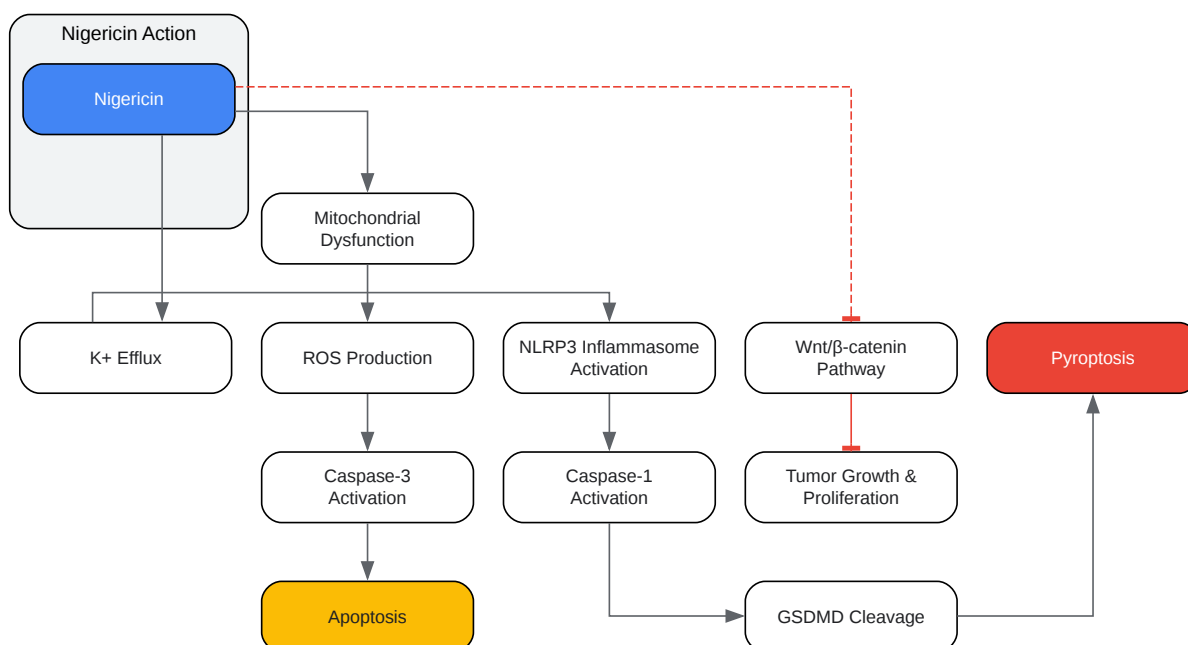 Nigericin Action
Nigericin
Mitochondrial
Dysfunction
K+ Efflux
ROS Production
NLRP3 Inflammasome
Activation
Wnt/β-catenin
Pathway
Pyroptosis
Caspase-3
Activation
Caspase-1
Activation
Tumor Growth &
Proliferation
Apoptosis
GSDMD Cleavage